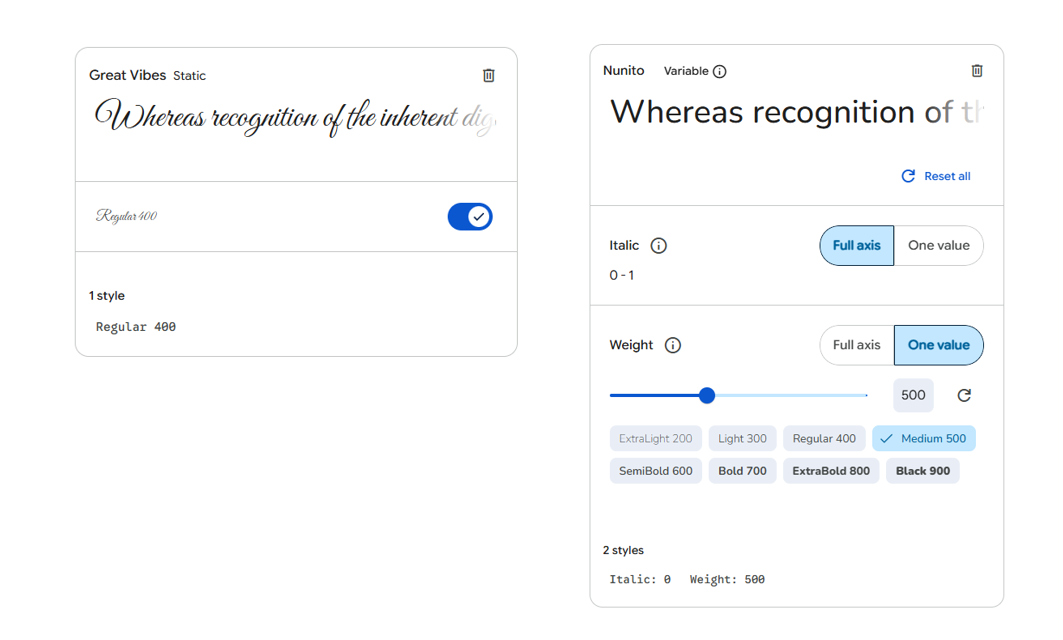 Great Vibes Static
Whereas recognition of the inherent dig
Regular 400
1 style
Regular 400
Nunito Variable
Whereas recognition of th
Reset all
Italic
Full axis One value
0 - 1
Weight
Full axis One value
500
ExtraLight 200 Light 300 Regular 400 Medium 500
SemiBold 600 Bold 700 ExtraBold 800 Black 900
2 styles
Italic: 0 Weight: 500